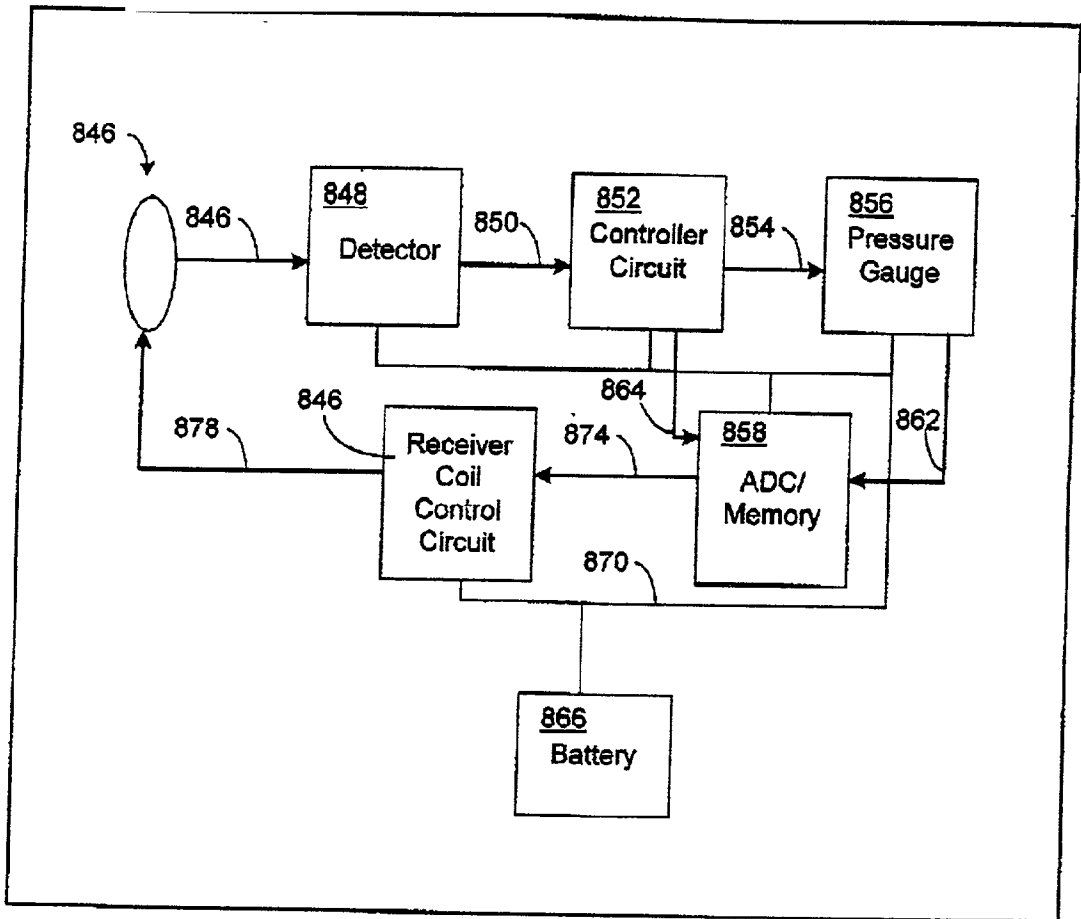 846
846
848
Detector
850
852
Controller
Circuit
854
856
Pressure
Gauge
864
862
846
878
Receiver
Coil
Control
Circuit
874
858
ADC/
Memory
870
866
Battery